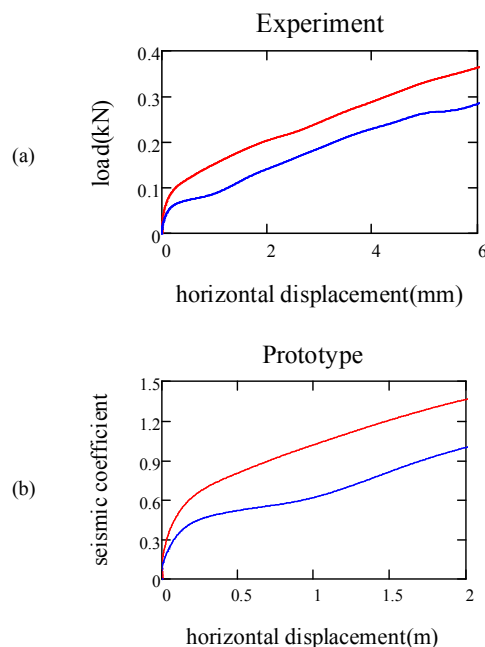 Experiment
0.4
0.3
0.2
0.1
0
load(kN)
(a)
0 2 4 6
horizontal displacement(mm)
Prototype
1.5
1.2
0.9
0.6
0.3
0
seismic coefficient
(b)
0 0.5 1 1.5 2
horizontal displacement(m)